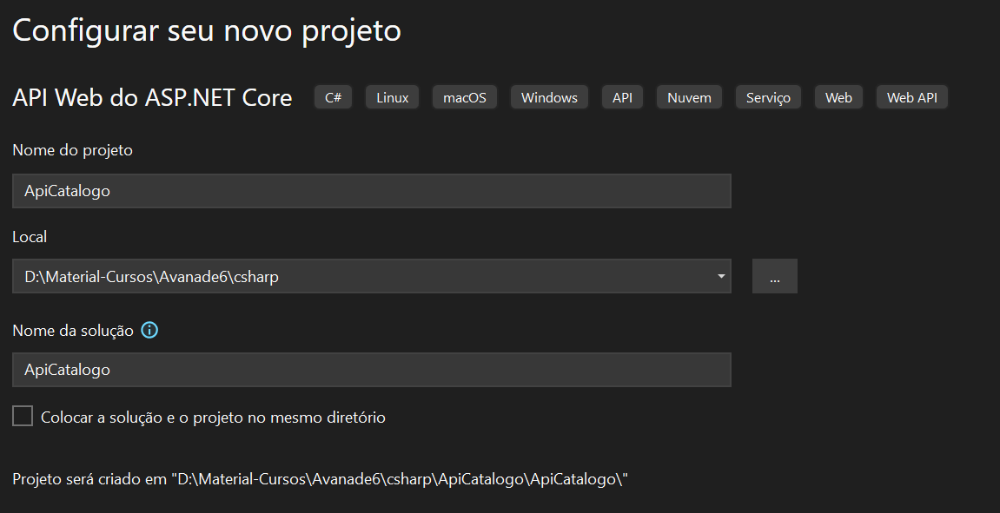 Configurar seu novo projeto
API Web do ASP.NET Core C# Linux macOS Windows API Nuvem Serviço Web Web API
Nome do projeto
ApiCatalogo
Local
D:\Material-Cursos\Avanade6\csharp
...
Nome da solução
ApiCatalogo
Colocar a solução e o projeto no mesmo diretório
Projeto será criado em "D:\Material-Cursos\Avanade6\csharp\ApiCatalogo\ApiCatalogo\"